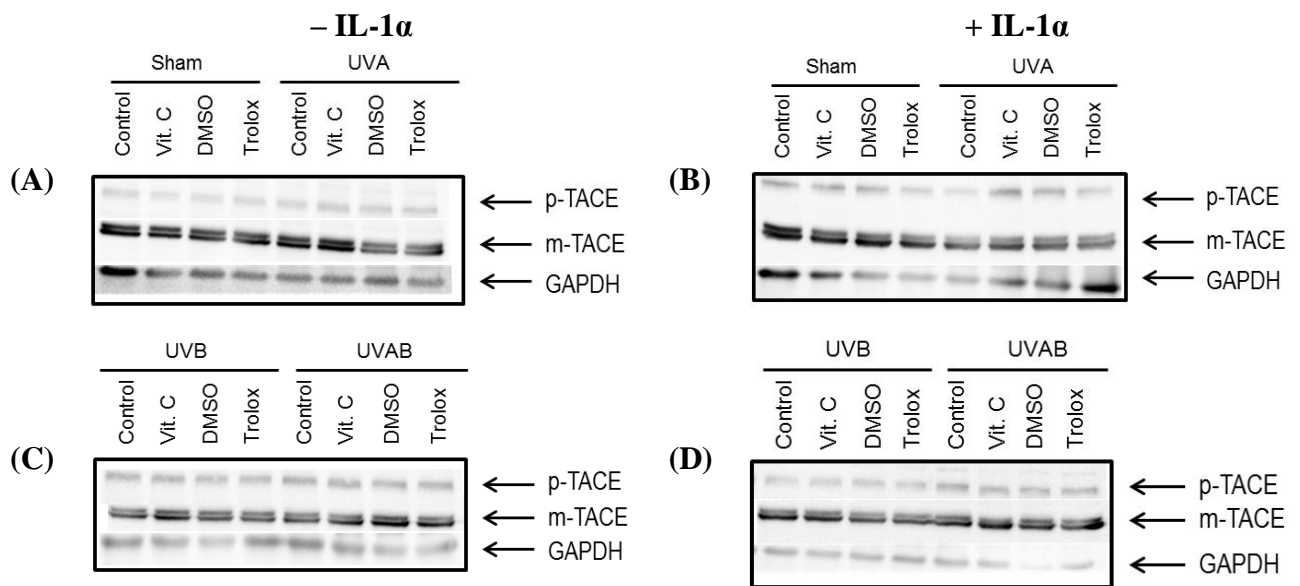 – IL-1α
Sham UVA
Control Vit. C DMSO Trolox Control Vit. C DMSO Trolox
(A)
p-TACE
m-TACE
GAPDH
+ IL-1α
Sham UVA
Control Vit. C DMSO Trolox Control Vit. C DMSO Trolox
(B)
p-TACE
m-TACE
GAPDH
UVB UVAB
Control Vit. C DMSO Trolox Control Vit. C DMSO Trolox
(C)
p-TACE
m-TACE
GAPDH
UVB UVAB
Control Vit. C DMSO Trolox Control Vit. C DMSO Trolox
(D)
p-TACE
m-TACE
GAPDH